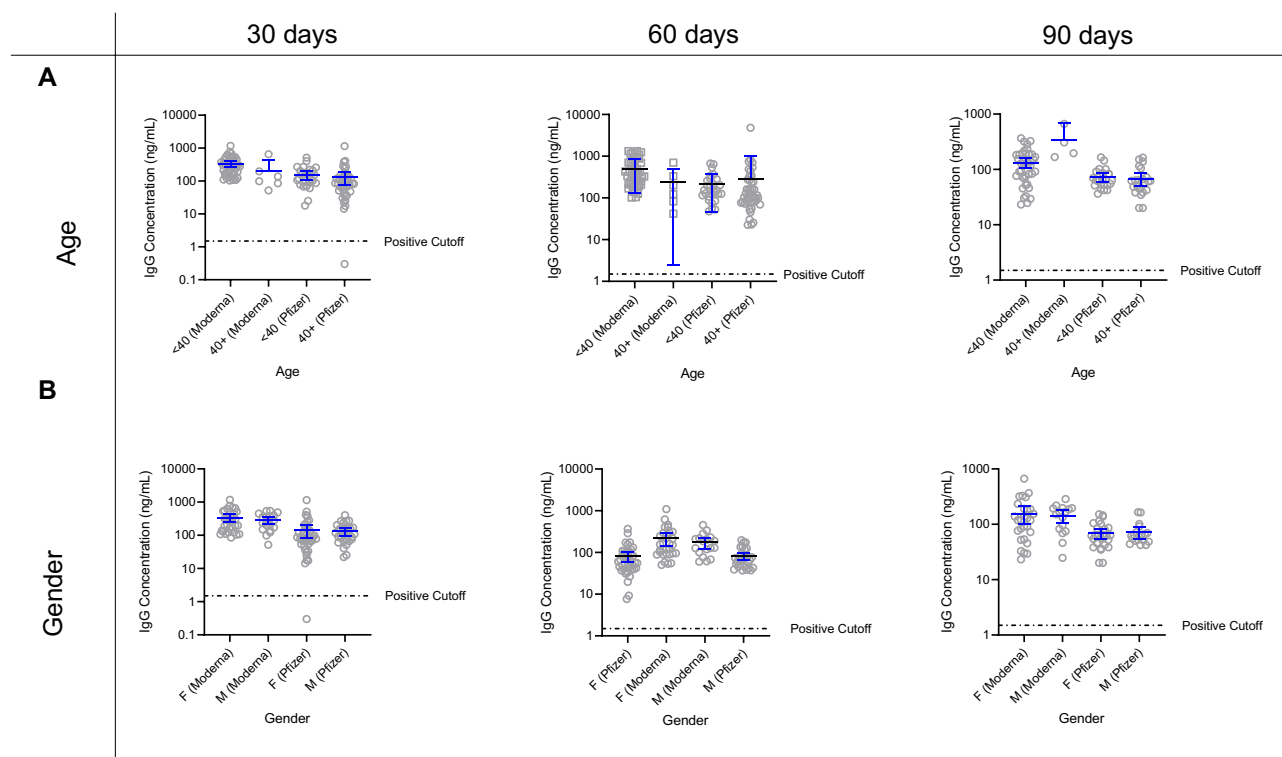 30 days
60 days
90 days
A
Age
IgG Concentration (ng/mL)
10000
1000
100
10
1
0.1
Positive Cutoff
<40 (Moderna)
40+ (Moderna)
<40 (Pfizer)
40+ (Pfizer)
Age
IgG Concentration (ng/mL)
10000
1000
100
10
1
Positive Cutoff
<40 (Moderna)
40+ (Moderna)
<40 (Pfizer)
40+ (Pfizer)
Age
IgG Concentration (ng/mL)
1000
100
10
1
Positive Cutoff
<40 (Moderna)
40+ (Moderna)
<40 (Pfizer)
40+ (Pfizer)
Age
B
Gender
IgG Concentration (ng/mL)
10000
1000
100
10
1
0.1
Positive Cutoff
F (Moderna)
M (Moderna)
F (Pfizer)
M (Pfizer)
Gender
IgG Concentration (ng/mL)
10000
1000
100
10
1
Positive Cutoff
F (Pfizer)
F (Moderna)
M (Moderna)
M (Pfizer)
Gender
IgG Concentration (ng/mL)
1000
100
10
1
Positive Cutoff
F (Moderna)
M (Moderna)
F (Pfizer)
M (Pfizer)
Gender